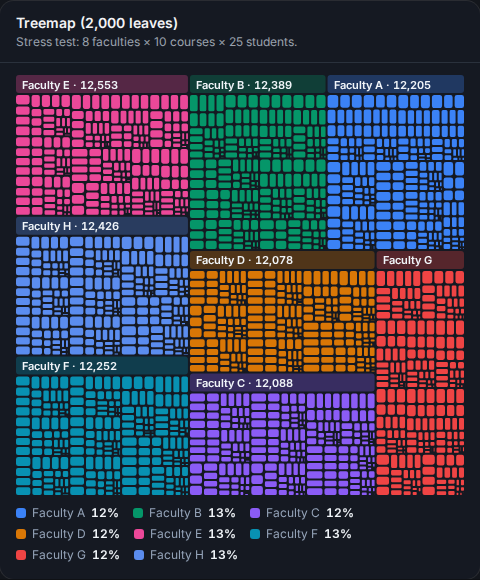 Treemap (2,000 leaves)
Stress test: 8 faculties × 10 courses × 25 students.
Faculty E · 12,553
Faculty B · 12,389
Faculty A · 12,205
Faculty H · 12,426
Faculty D · 12,078
Faculty G
Faculty F · 12,252
Faculty C · 12,088
Faculty A 12% Faculty B 13% Faculty C 12%
Faculty D 12% Faculty E 13% Faculty F 13%
Faculty G 12% Faculty H 13%